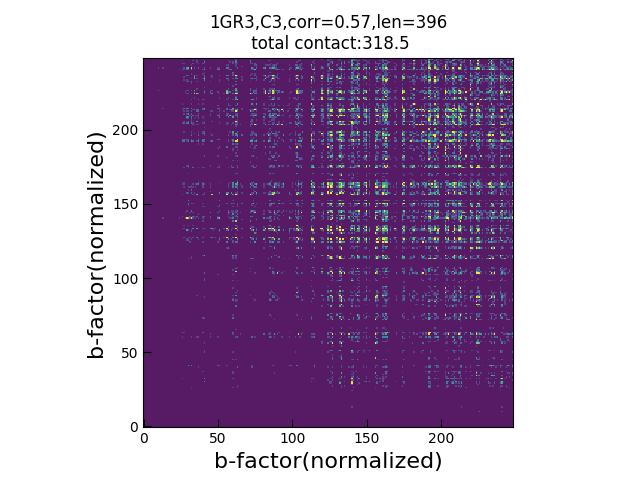 1GR3,C3,corr=0.57,len=396
total contact:318.5
b-factor(normalized)
200
150
100
50
0
0 50 100 150 200
b-factor(normalized)